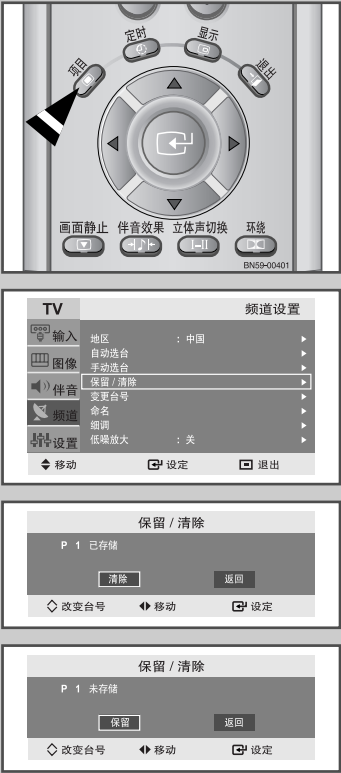 定时
显示
项目
退出
画面静止 伴音效果 立体声切换 环绕
I-II
BN59-00401
TV 频道设置
输入
图像
伴音
频道
设置
地区 : 中国
自动选台
手动选台
保留 / 清除
变更台号
命名
细调
低噪放大 : 关
移动 设定 退出
保留 / 清除
P 1 已存储
清除 返回
改变台号 移动 设定
保留 / 清除
P 1 未存储
保留 返回
改变台号 移动 设定